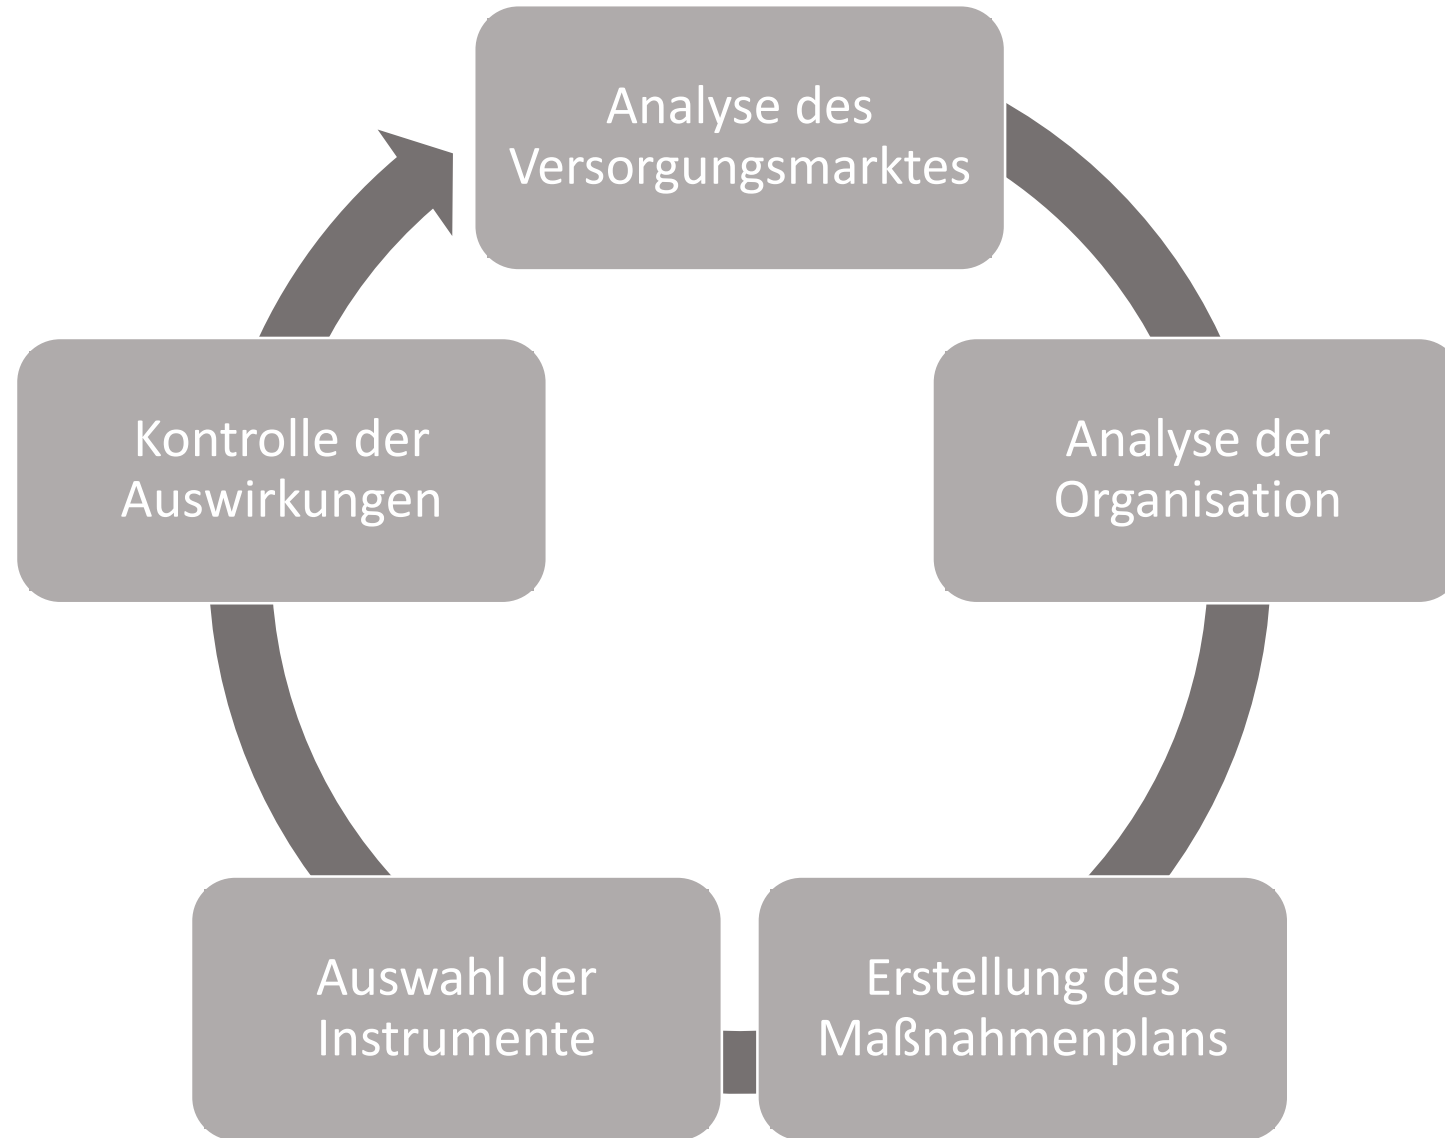 Analyse des
Versorgungsmarktes
Analyse der
Organisation
Erstellung des
Maßnahmenplans
Auswahl der
Instrumente
Kontrolle der
Auswirkungen